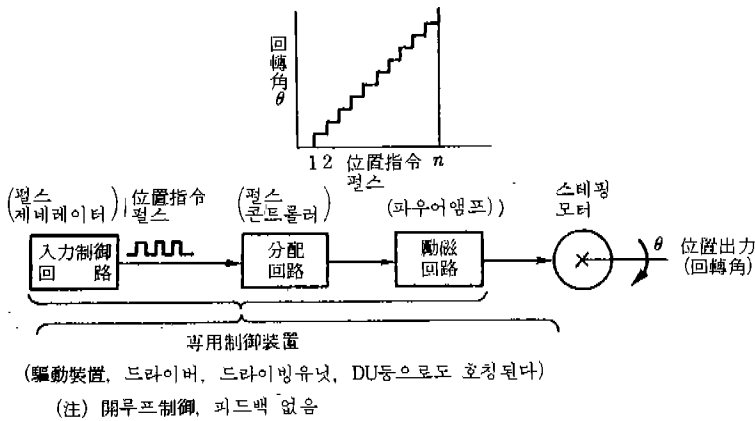 回轉角 θ
1 2 位置指令 n
펄스
(펄스
제네레이터)
位置指令
펄스
(펄스
콘트롤러)
(파우어앰프))
스테핑
모터
入力制御
回 路
分配
回路
勵磁
回路
θ
位置出力
(回轉角)
専用制御装置
(驅動裝置, 드라이버, 드라이빙유닛, DU등으로도 호칭된다)
(注) 開루프制御, 피드백 없음